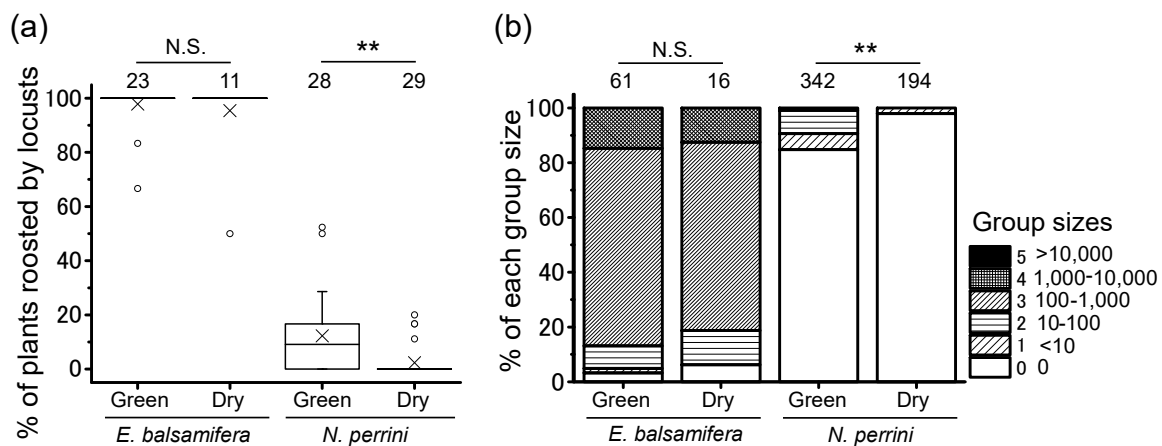 (a)
N.S.
**
23 11 28 29
100
80
60
40
20
0
% of plants roosted by locusts
Green Dry Green Dry
E. balsamifera N. perrini
(b)
N.S.
**
61 16 342 194
100
80
60
40
20
0
% of each group size
Green Dry Green Dry
E. balsamifera N. perrini
Group sizes
5 >10,000
4 1,000-10,000
3 100-1,000
2 10-100
1 <10
0 0